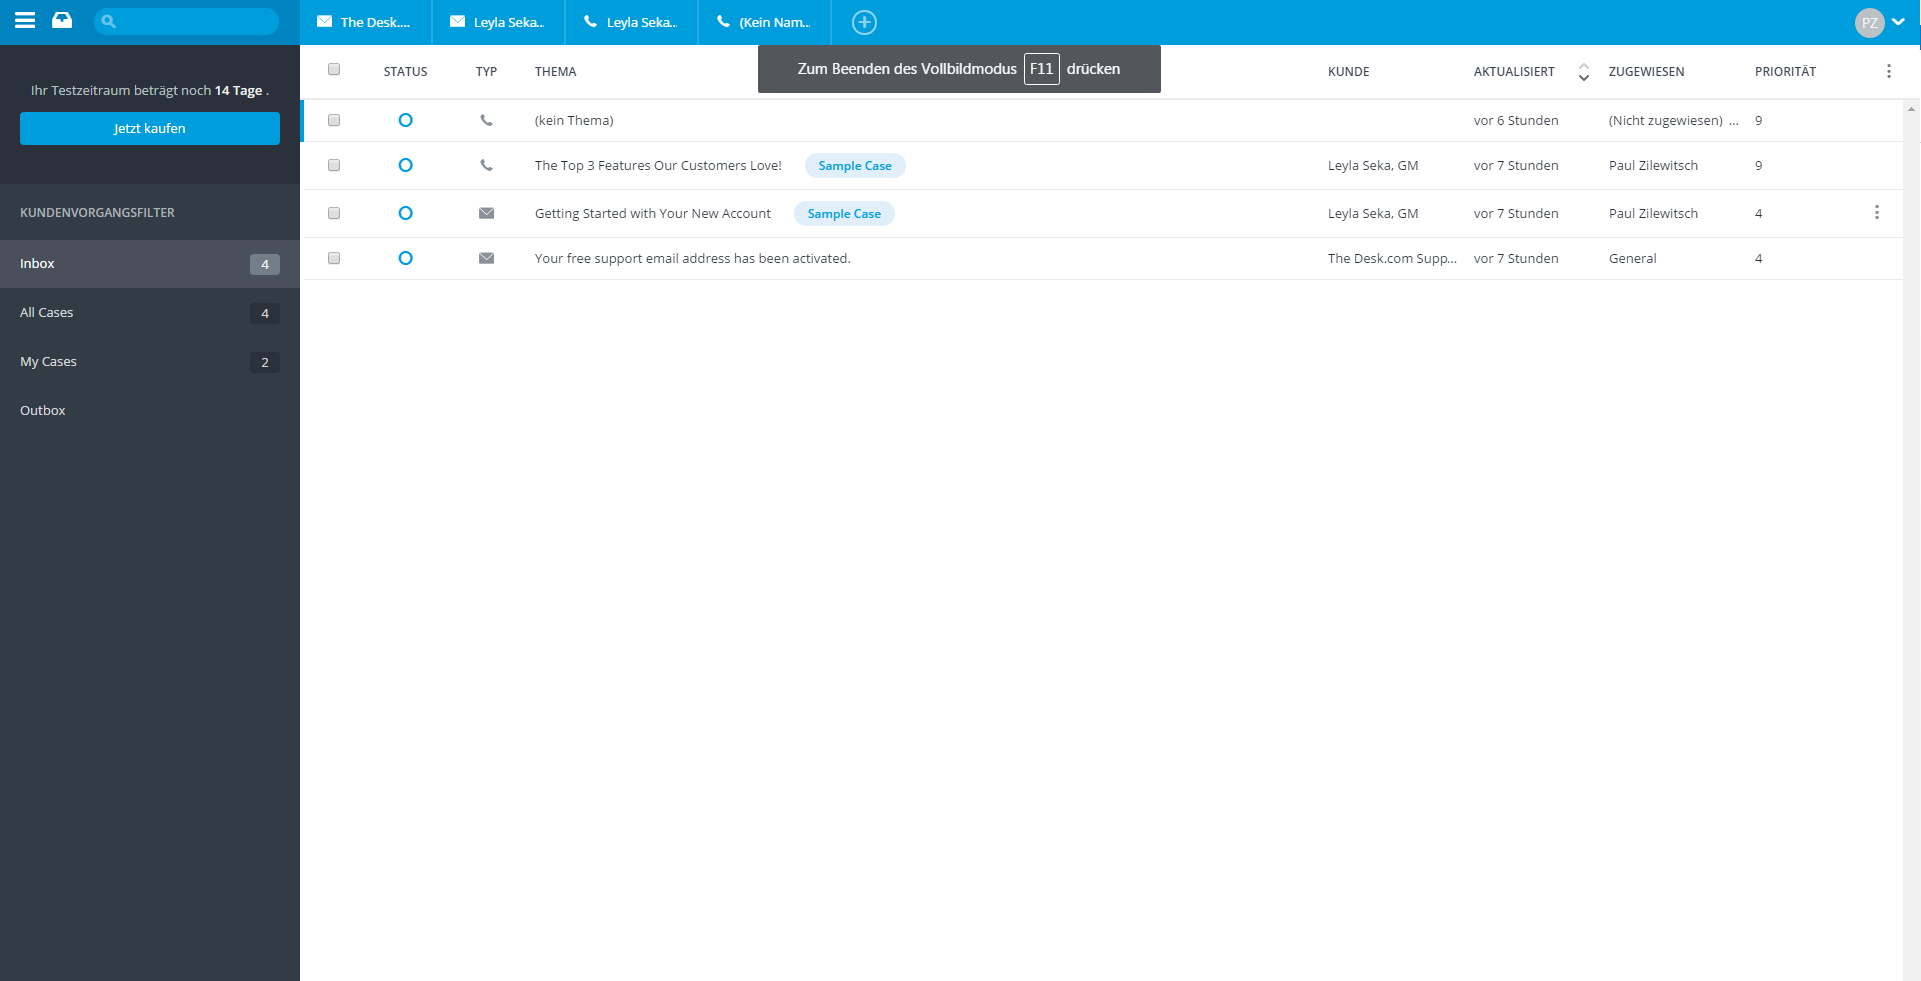 The Desk.... Leyla Seka... Leyla Seka... (Kein Nam... PZ
Zum Beenden des Vollbildmodus F11 drücken
Ihr Testzeitraum beträgt noch 14 Tage .
Jetzt kaufen
KUNDENVORGANGSFILTER
Inbox 4
All Cases 4
My Cases 2
Outbox
STATUS TYP THEMA KUNDE AKTUALISIERT ZUGEWIESEN PRIORITÄT
(kein Thema) vor 6 Stunden (Nicht zugewiesen) ... 9
The Top 3 Features Our Customers Love! Sample Case Leyla Seka, GM vor 7 Stunden Paul Zilewitsch 9
Getting Started with Your New Account Sample Case Leyla Seka, GM vor 7 Stunden Paul Zilewitsch 4
Your free support email address has been activated. The Desk.com Supp... vor 7 Stunden General 4